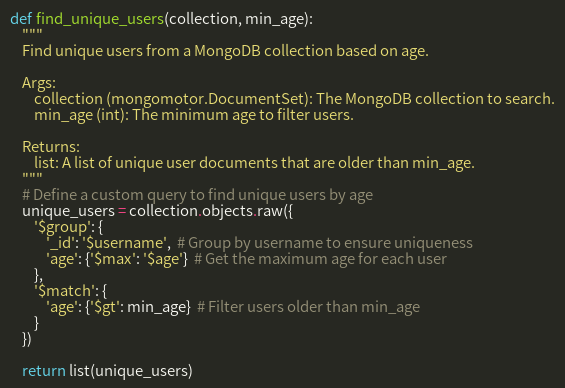 def find_unique_users(collection, min_age):
    """
    Find unique users from a MongoDB collection based on age.

    Args:
        collection (mongomotor.DocumentSet): The MongoDB collection to search.
        min_age (int): The minimum age to filter users.

    Returns:
        list: A list of unique user documents that are older than min_age.
    """
    # Define a custom query to find unique users by age
    unique_users = collection.objects.raw({
        '$group': {
            '_id': '$username',  # Group by username to ensure uniqueness
            'age': {'$max': '$age'}  # Get the maximum age for each user
        },
        '$match': {
            'age': {'$gt': min_age}  # Filter users older than min_age
        }
    })

    return list(unique_users)